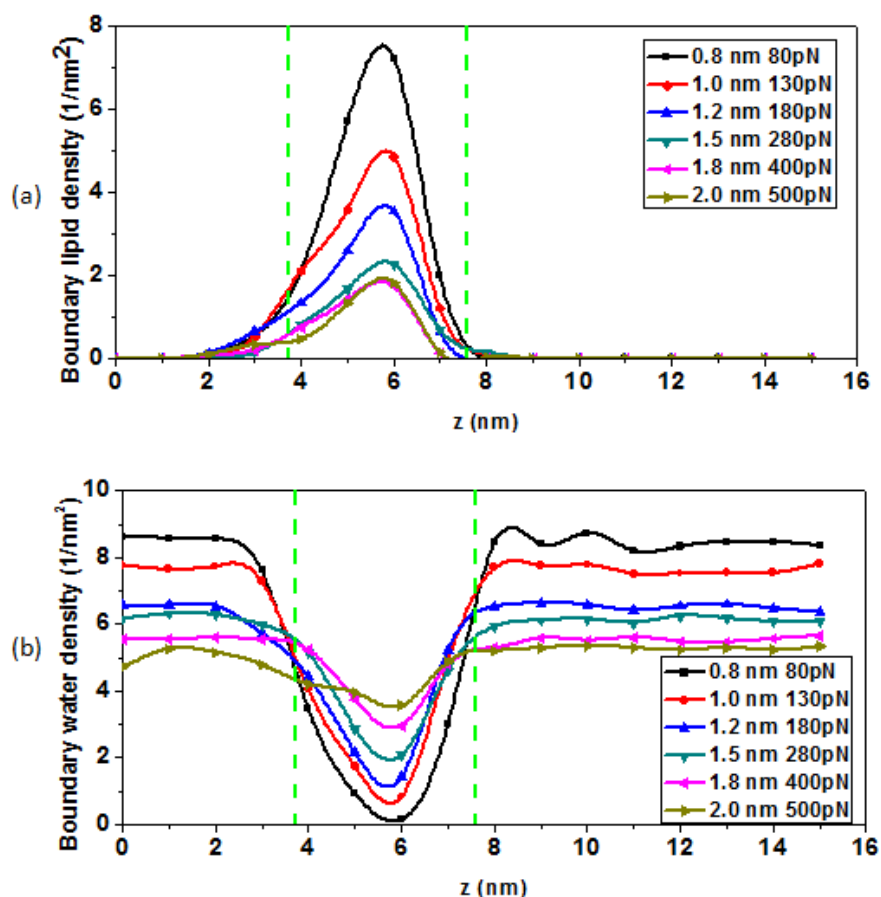 (a)
Boundary lipid density (1/nm²)
8
6
4
2
0
0 2 4 6 8 10 12 14 16
z (nm)
0.8 nm 80pN
1.0 nm 130pN
1.2 nm 180pN
1.5 nm 280pN
1.8 nm 400pN
2.0 nm 500pN
(b)
Boundary water density (1/nm²)
10
8
6
4
2
0
0 2 4 6 8 10 12 14 16
z (nm)
0.8 nm 80pN
1.0 nm 130pN
1.2 nm 180pN
1.5 nm 280pN
1.8 nm 400pN
2.0 nm 500pN